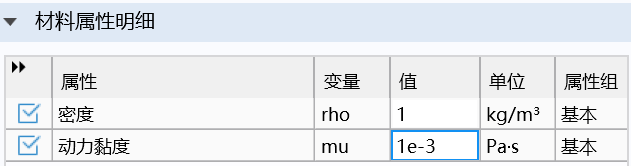 材料属性明细
属性 变量 值 单位 属性组
密度 rho 1 kg/m³ 基本
动力黏度 mu 1e-3 Pa·s 基本